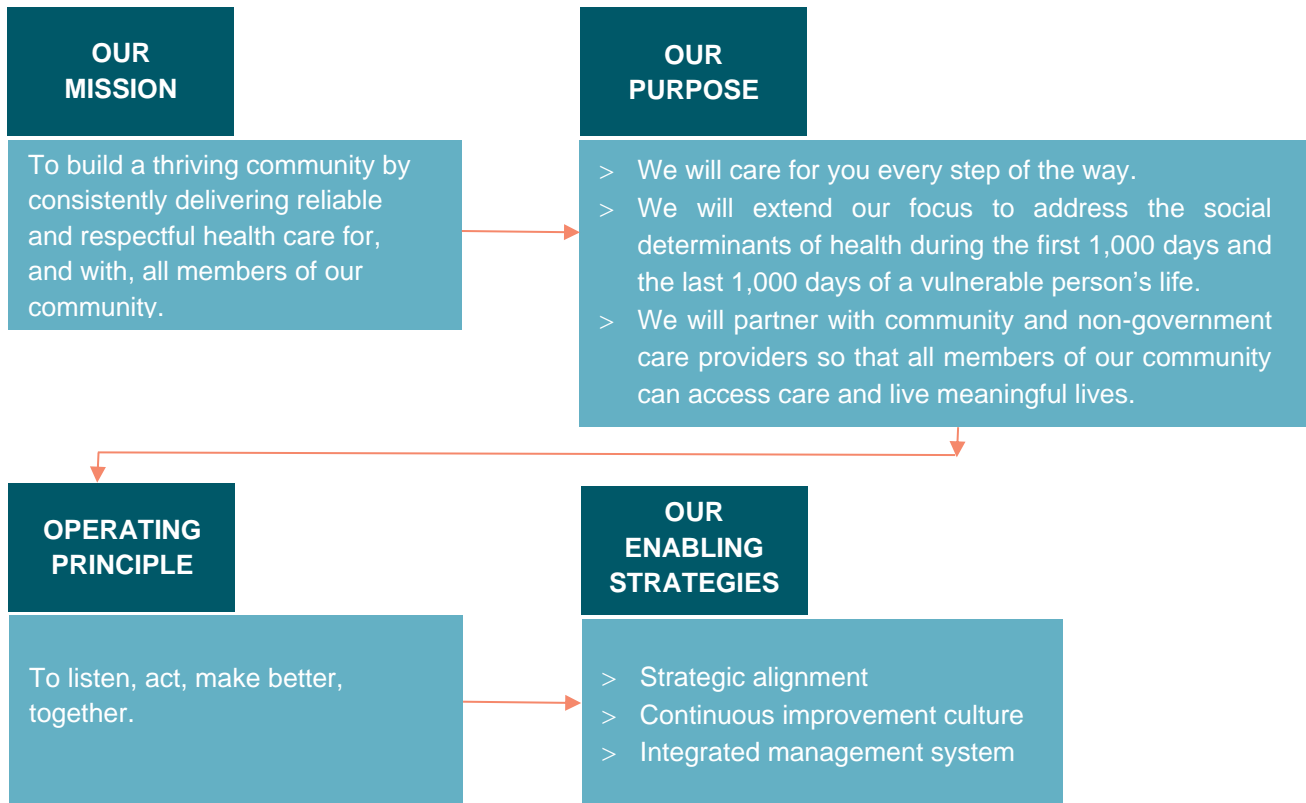 OUR
MISSION
To build a thriving community by
consistently delivering reliable
and respectful health care for,
and with, all members of our
community.
OUR
PURPOSE
> We will care for you every step of the way.
> We will extend our focus to address the social
determinants of health during the first 1,000 days and
the last 1,000 days of a vulnerable person’s life.
> We will partner with community and non-government
care providers so that all members of our community
can access care and live meaningful lives.
OPERATING
PRINCIPLE
To listen, act, make better,
together.
OUR
ENABLING
STRATEGIES
> Strategic alignment
> Continuous improvement culture
> Integrated management system